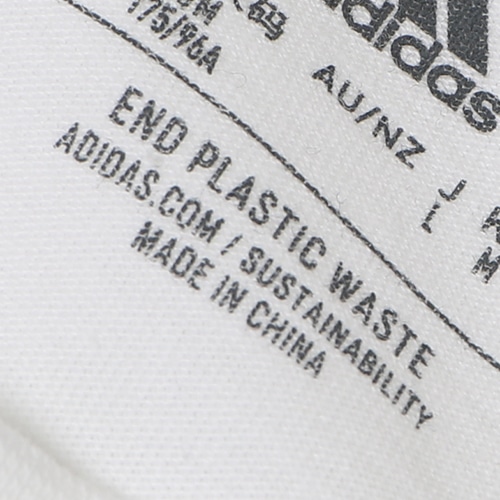 adidas
175/96A
AU/NZ
J
L
M
END PLASTIC WASTE
ADIDAS.COM / SUSTAINABILITY
MADE IN CHINA